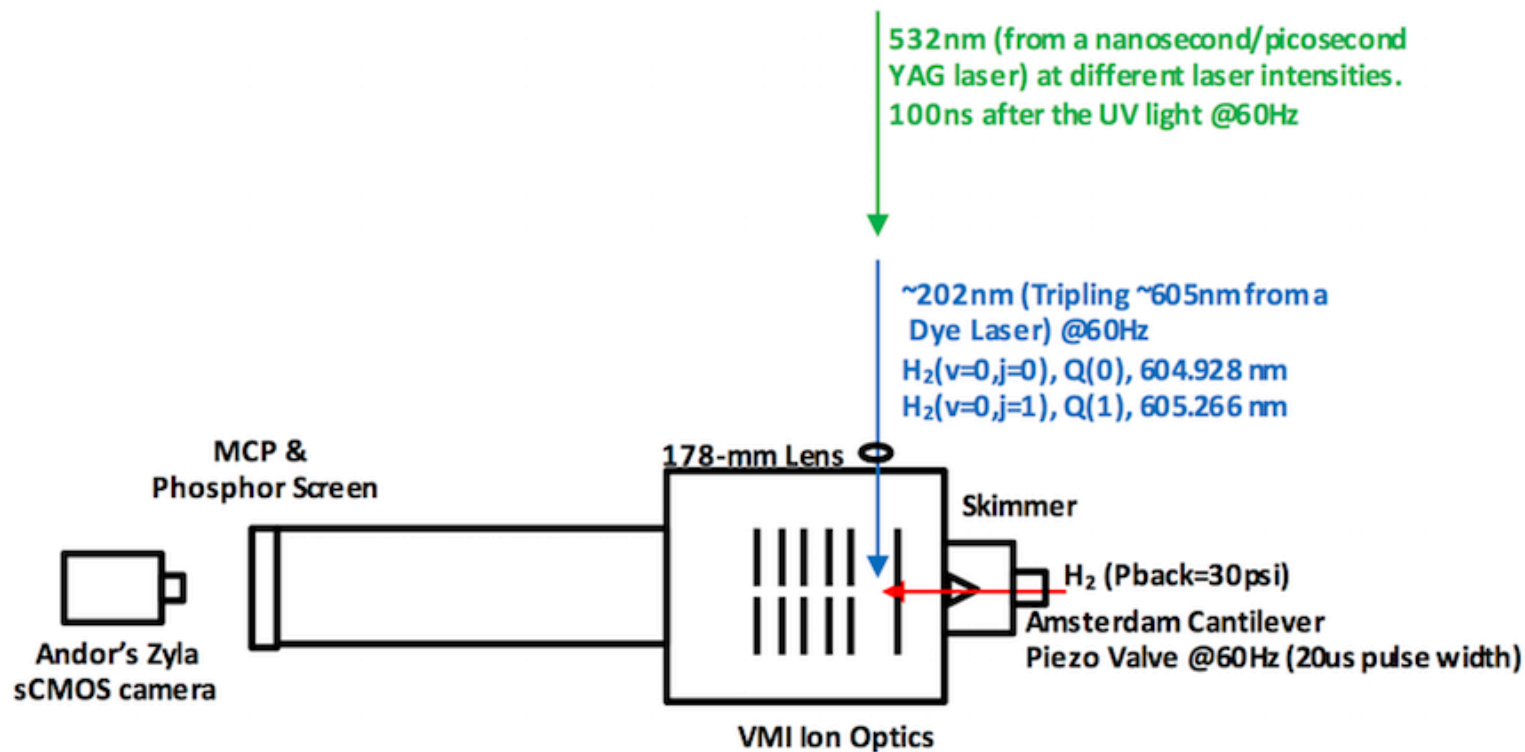 532nm (from a nanosecond/picosecond
YAG laser) at different laser intensities.
100ns after the UV light @60Hz
~202nm (Tripling ~605nm from a
Dye Laser) @60Hz
H₂(v=0,j=0), Q(0), 604.928 nm
H₂(v=0,j=1), Q(1), 605.266 nm
MCP &
Phosphor Screen
178-mm Lens
Skimmer
H₂ (Pback=30psi)
Amsterdam Cantilever
Piezo Valve @60Hz (20us pulse width)
Andor's Zyla
sCMOS camera
VMI Ion Optics